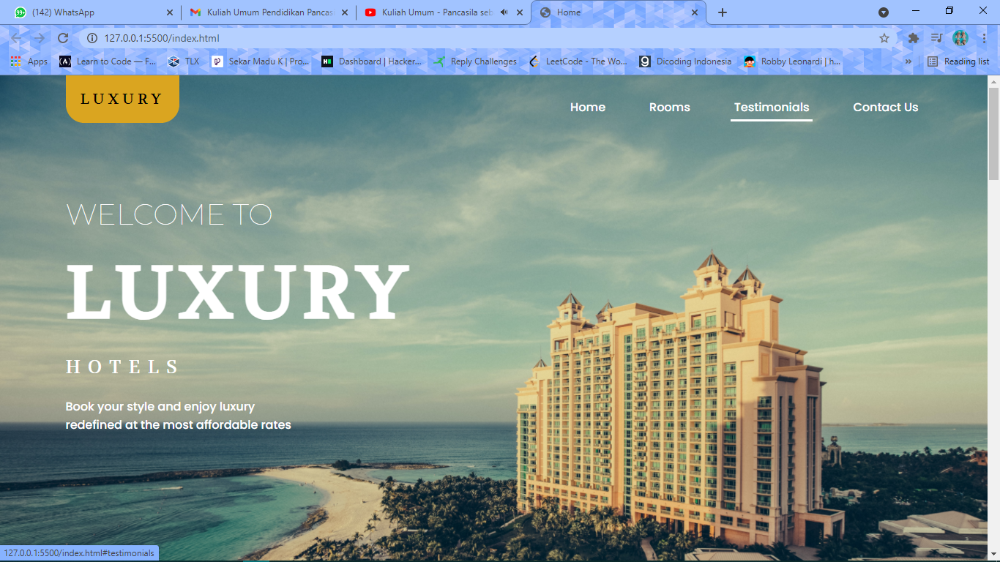 99+
(142) WhatsApp
Kuliah Umum Pendidikan Pancas
Kuliah Umum - Pancasila seb
Home
127.0.0.1:5500/index.html
Apps
Learn to Code — F...
TLX
Sekar Madu K | Pro...
Dashboard | Hacker...
Reply Challenges
LeetCode - The Wo...
Dicoding Indonesia
Robby Leonardi | h...
»
Reading list
LUXURY
Home
Rooms
Testimonials
Contact Us
WELCOME TO
LUXURY
HOTELS
Book your style and enjoy luxury
redefined at the most affordable rates
127.0.0.1:5500/index.html#testimonials